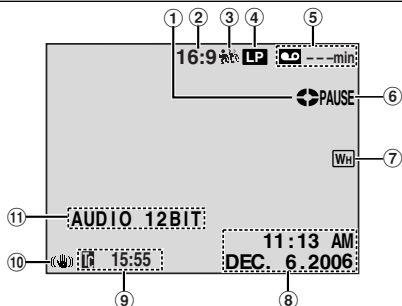 ① ② ③ ④ ⑤
16:9 LP ---min
PAUSE ⑥
WH ⑦
⑪ AUDIO 12BIT
11:13 AM
DEC. 6.2006
⑩ 15:55
⑨ ⑧